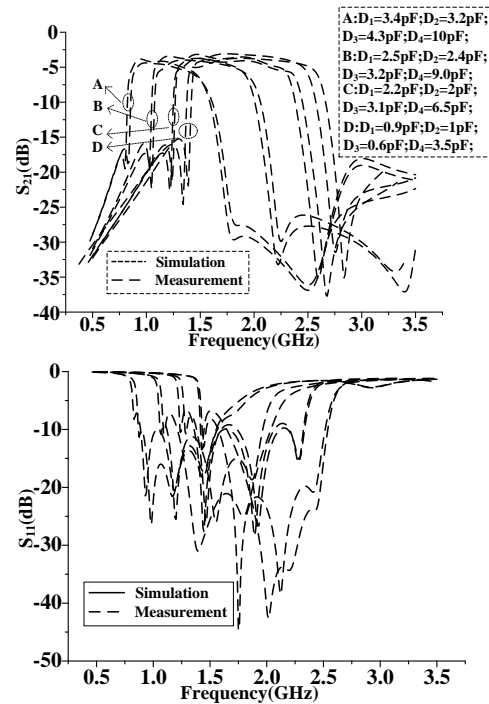 A:D₁=3.4pF;D₂=3.2pF;
D₃=4.3pF;D₄=10pF;
B:D₁=2.5pF;D₂=2.4pF;
D₃=3.2pF;D₄=9.0pF;
C:D₁=2.2pF;D₂=2pF;
D₃=3.1pF;D₄=6.5pF;
D:D₁=0.9pF;D₂=1pF;
D₃=0.6pF;D₄=3.5pF;
S₂₁(dB)
0
-5
-10
-15
-20
-25
-30
-35
-40
A
B
C
D
Simulation
Measurement
0.5 1.0 1.5 2.0 2.5 3.0 3.5
Frequency(GHz)
S₁₁(dB)
0
-10
-20
-30
-40
-50
Simulation
Measurement
0.5 1.0 1.5 2.0 2.5 3.0 3.5
Frequency(GHz)